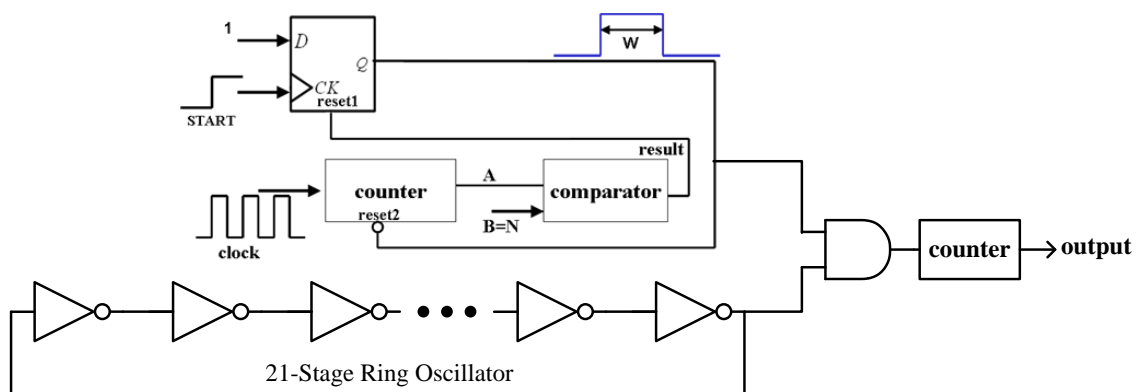 1
D
Q
W
CK
reset1
START
result
counter
A
comparator
reset2
B=N
clock
counter
output
21-Stage Ring Oscillator